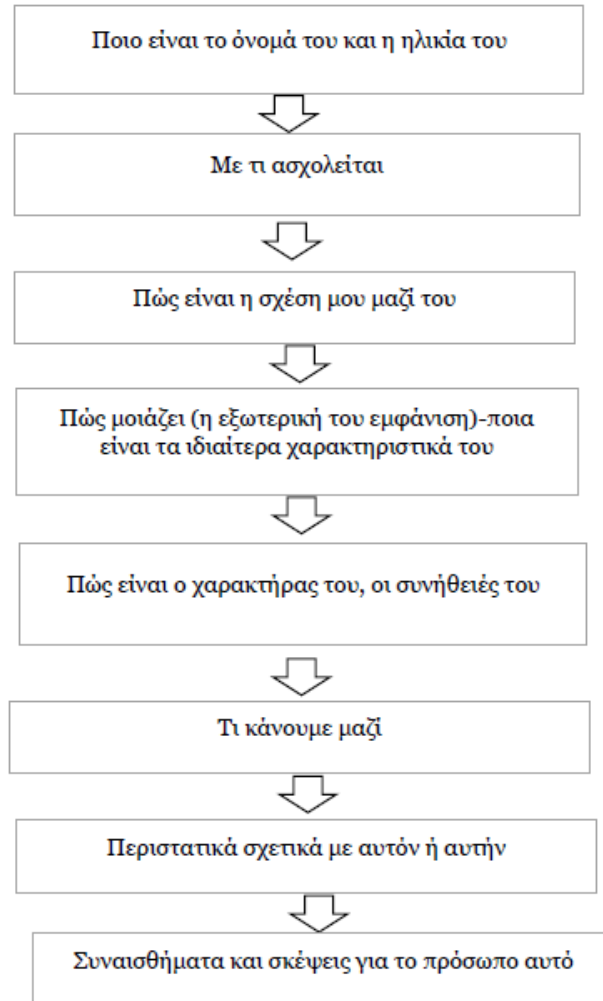 Ποιο είναι το όνομά του και η ηλικία του
Με τι ασχολείται
Πώς είναι η σχέση μου μαζί του
Πώς μοιάζει (η εξωτερική του εμφάνιση)-ποια
είναι τα ιδιαίτερα χαρακτηριστικά του
Πώς είναι ο χαρακτήρας του, οι συνήθειές του
Τι κάνουμε μαζί
Περιστατικά σχετικά με αυτόν ή αυτήν
Συναισθήματα και σκέψεις για το πρόσωπο αυτό